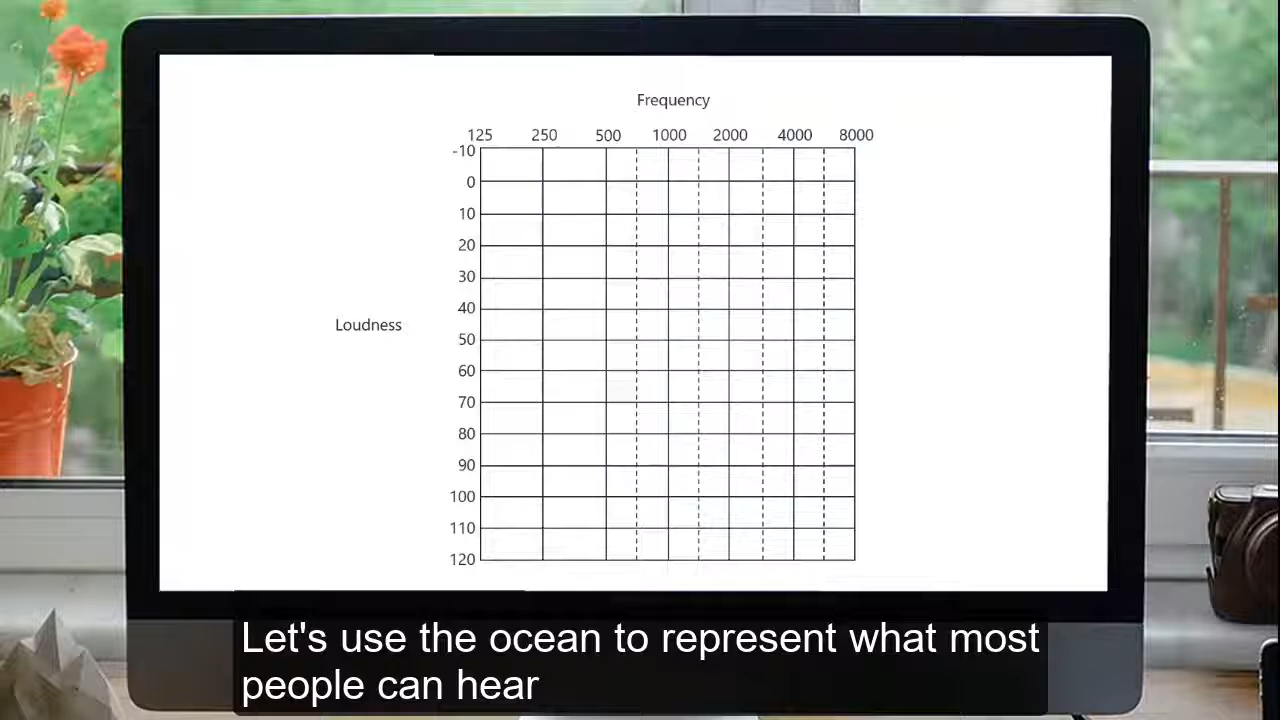 Frequency
125 250 500 1000 2000 4000 8000
-10
0
10
20
30
40
Loudness
50
60
70
80
90
100
110
120
Let's use the ocean to represent what most
people can hear